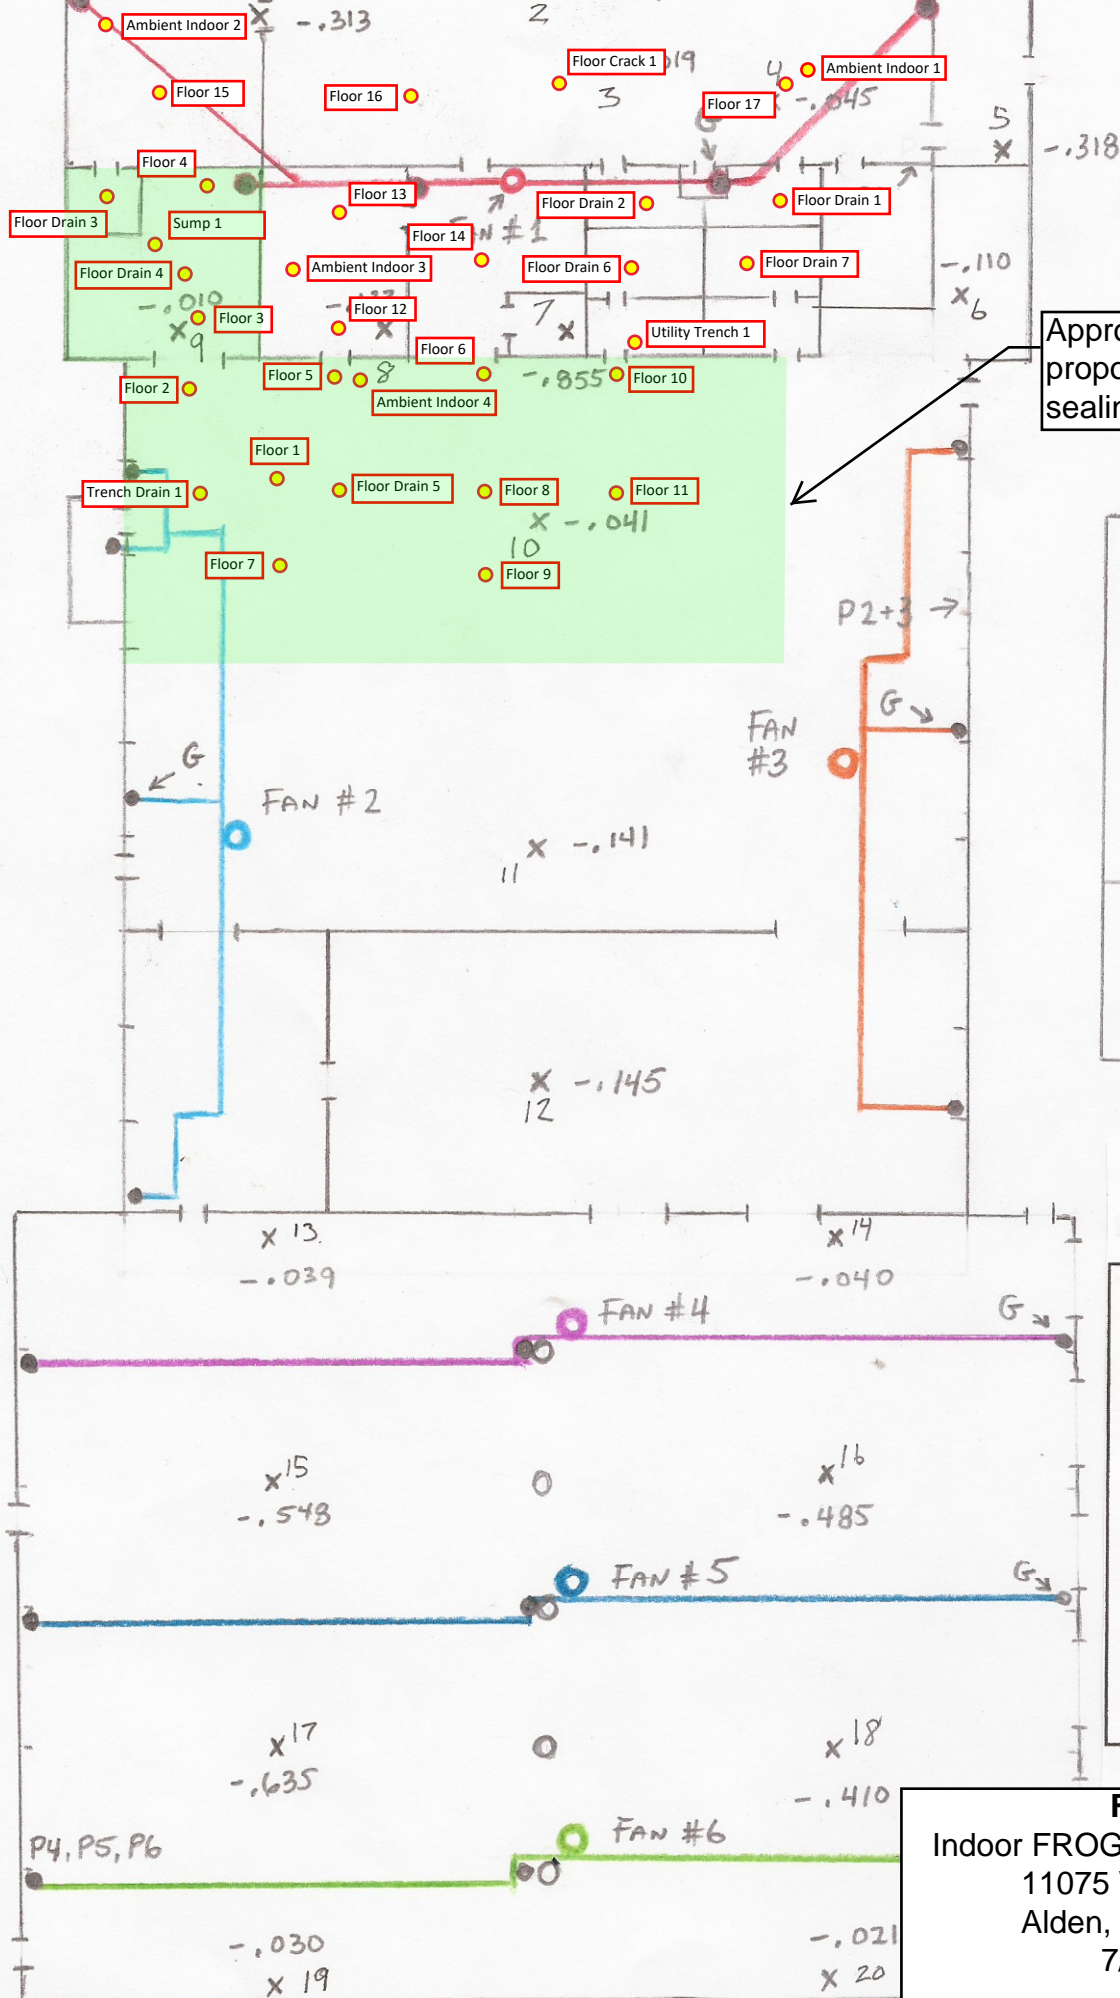 2
-.313
Ambient Indoor 2
Floor Crack 1
Ambient Indoor 1
Floor 15
Floor 16
3
4
Floor 17
-.045
G
5
-.318
Floor 4
Floor 13
Floor Drain 3
Sump 1
Floor Drain 2
Floor Drain 1
Floor 14
#1
Floor Drain 4
Ambient Indoor 3
Floor Drain 6
Floor Drain 7
-.110
6
-.010
Floor 3
Floor 12
7
9
Utility Trench 1
Floor 6
Floor 2
Floor 5
8
-.855
Floor 10
Ambient Indoor 4
Floor 1
Trench Drain 1
Floor Drain 5
Floor 8
Floor 11
-.041
10
Floor 7
Floor 9
P2+3
G
FAN
#3
G
FAN #2
-.141
11
-.145
12
13
14
-.039
-.040
FAN #4
G
15
16
-.548
-.485
FAN #5
G
17
18
-.635
-.410
P4, P5, P6
FAN #6
Indoor FROG
11075
Alden,
-.030
-.021
19
20